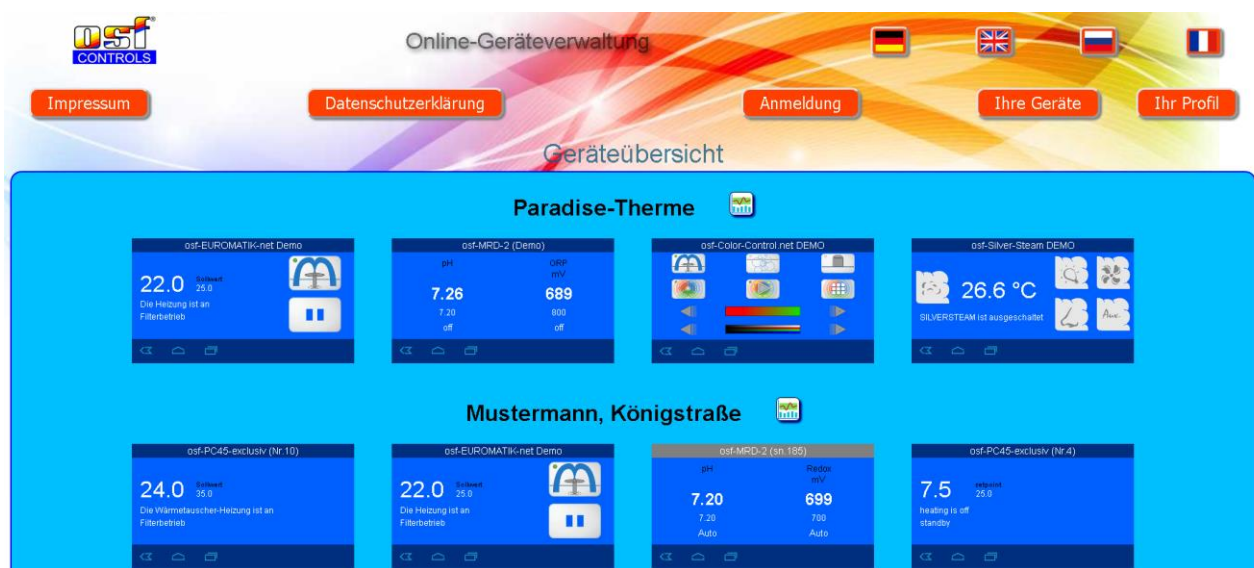 osf
CONTROLS
Online-Geräteverwaltung
Impressum
Datenschutzerklärung
Anmeldung
Ihre Geräte
Ihr Profil
Geräteübersicht
Paradise-Therme
osf-EUROMATIK-net Demo
22.0
Sollwert
25.0
Die Heizung ist an
Filterbetrieb
osf-MRD-2 (Demo)
pH
ORP
mV
7.26
689
7.20
800
off
off
osf-Color-Control.net DEMO
osf-Silver-Steam DEMO
26.6 °C
SILVERSTEAM ist ausgeschaltet
Mustermann, Königstraße
osf-PC45-exclusiv (Nr.10)
24.0
Sollwert
35.0
Die Wärmetauscher-Heizung ist an
Filterbetrieb
osf-EUROMATIK-net Demo
22.0
Sollwert
25.0
Die Heizung ist an
Filterbetrieb
osf-MRD-2 (sn.185)
pH
Redox
mV
7.20
699
7.20
700
Auto
Auto
osf-PC45-exclusiv (Nr.4)
7.5
setpoint
25.0
heating is off
standby